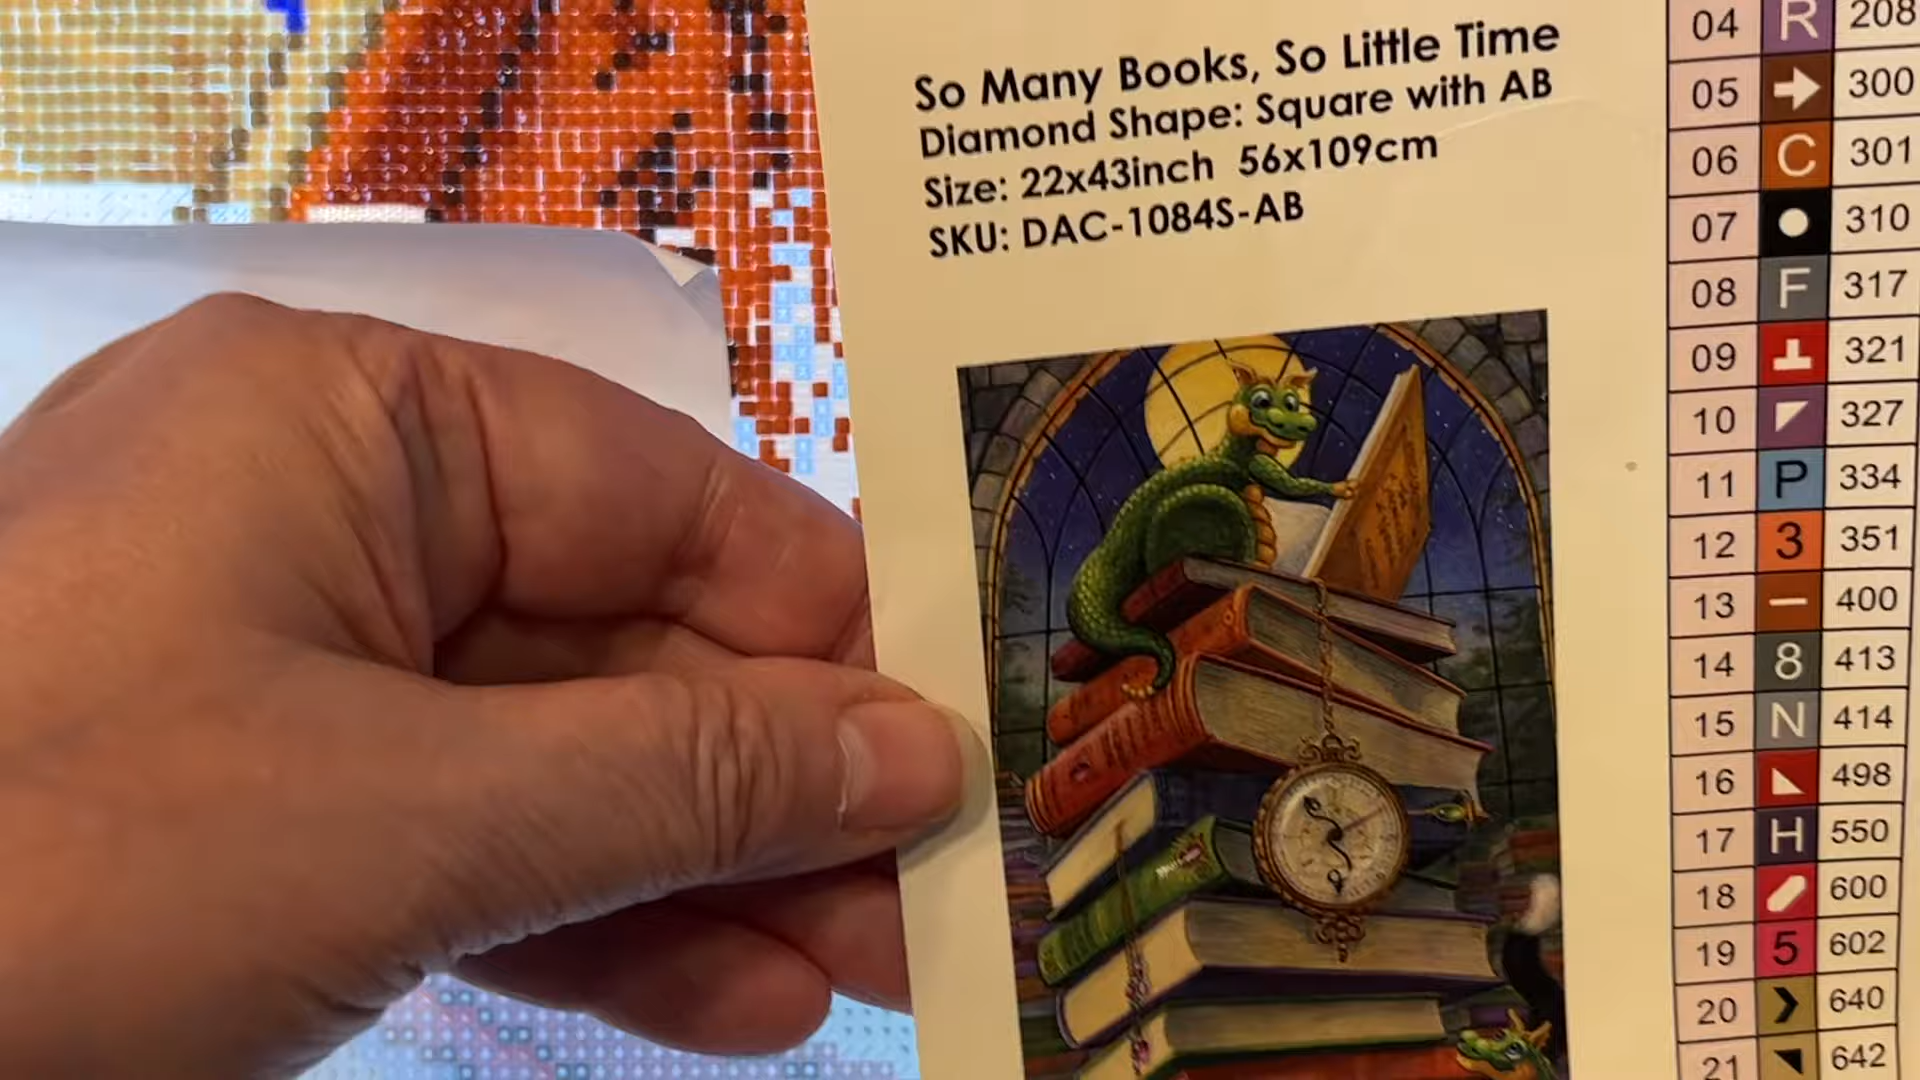 So Many Books, So Little Time
Diamond Shape: Square with AB
Size: 22x43inch 56x109cm
SKU: DAC-1084S-AB
04 R 208
05 300
06 C 301
07 310
08 F 317
09 321
10 327
11 P 334
12 3 351
13 400
14 8 413
15 N 414
16 498
17 H 550
18 600
19 5 602
20 640
21 642